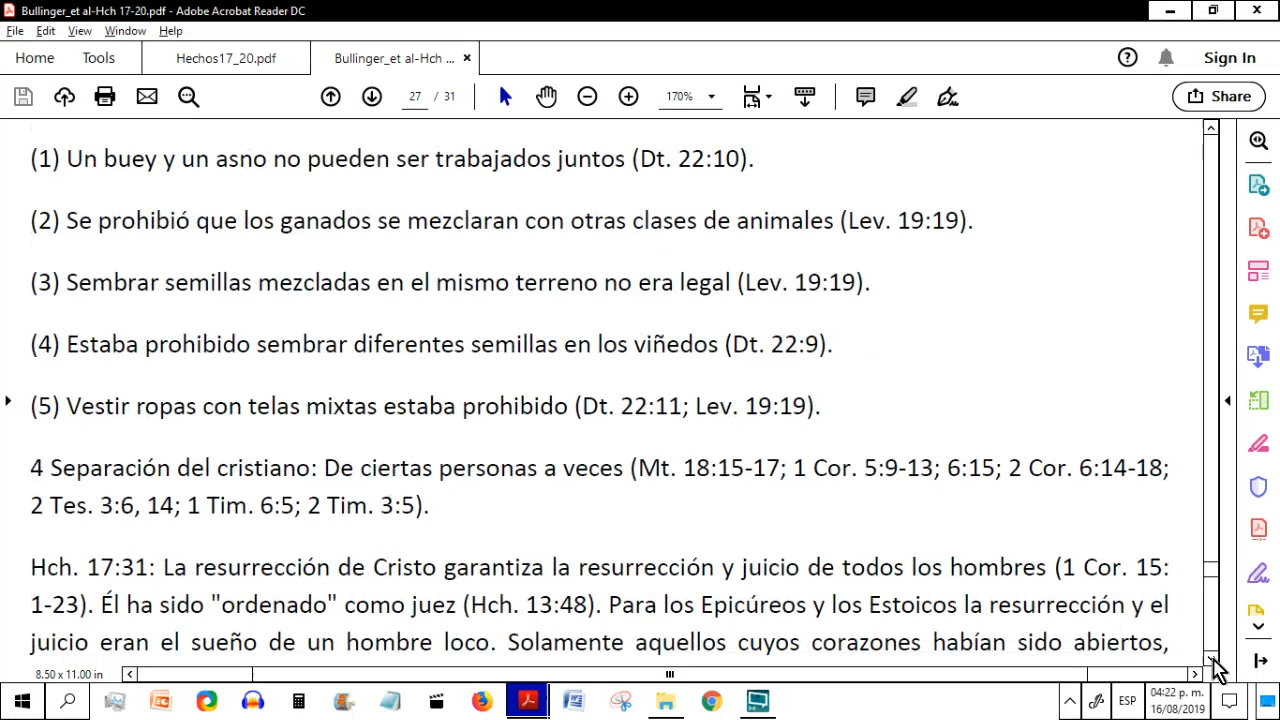 Bullinger_et al-Hch 17-20.pdf - Adobe Acrobat Reader DC
File Edit View Window Help
Home Tools Hechos17_20.pdf Bullinger_et al-Hch ... × Sign In
27 / 31 170% Share
(1) Un buey y un asno no pueden ser trabajados juntos (Dt. 22:10).
(2) Se prohibió que los ganados se mezclaran con otras clases de animales (Lev. 19:19).
(3) Sembrar semillas mezcladas en el mismo terreno no era legal (Lev. 19:19).
(4) Estaba prohibido sembrar diferentes semillas en los viñedos (Dt. 22:9).
(5) Vestir ropas con telas mixtas estaba prohibido (Dt. 22:11; Lev. 19:19).
4 Separación del cristiano: De ciertas personas a veces (Mt. 18:15-17; 1 Cor. 5:9-13; 6:15; 2 Cor. 6:14-18;
2 Tes. 3:6, 14; 1 Tim. 6:5; 2 Tim. 3:5).
Hch. 17:31: La resurrección de Cristo garantiza la resurrección y juicio de todos los hombres (1 Cor. 15:
1-23). Él ha sido "ordenado" como juez (Hch. 13:48). Para los Epicúreos y los Estoicos la resurrección y el
juicio eran el sueño de un hombre loco. Solamente aquellos cuyos corazones habían sido abiertos,
8.50 x 11.00 in
ESP 04:22 p. m.
16/08/2019